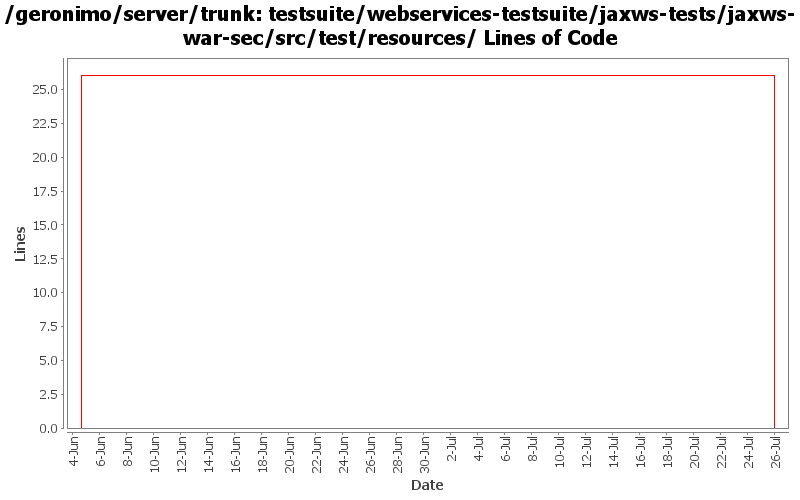 /geronimo/server/trunk: testsuite/webservices-testsuite/jaxws-tests/jaxws-
war-sec/src/test/resources/ Lines of Code
25.0
22.5
20.0
17.5
15.0
12.5
10.0
7.5
5.0
2.5
0.0
Lines
4-Jun
6-Jun
8-Jun
10-Jun
12-Jun
14-Jun
16-Jun
18-Jun
20-Jun
22-Jun
24-Jun
26-Jun
28-Jun
30-Jun
2-Jul
4-Jul
6-Jul
8-Jul
10-Jul
12-Jul
14-Jul
16-Jul
18-Jul
20-Jul
22-Jul
24-Jul
26-Jul
Date